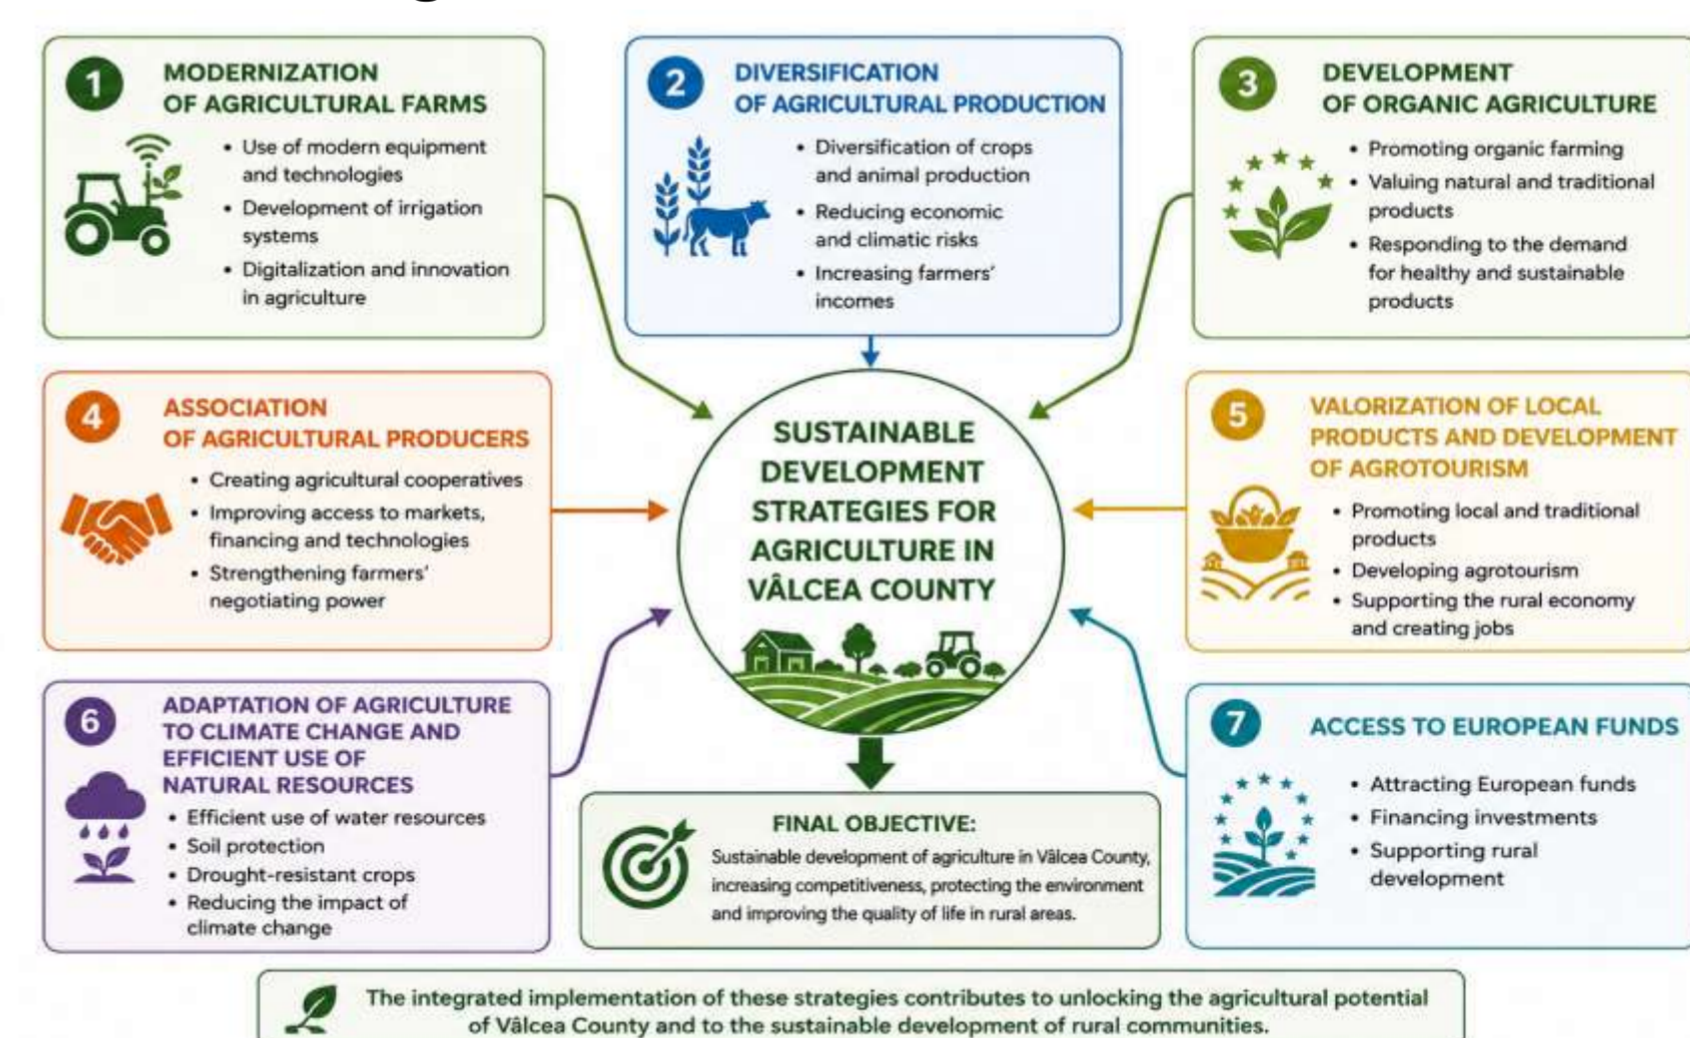 1
MODERNIZATION
OF AGRICULTURAL FARMS
• Use of modern equipment
and technologies
• Development of irrigation
systems
• Digitalization and innovation
in agriculture
2
DIVERSIFICATION
OF AGRICULTURAL PRODUCTION
• Diversification of crops
and animal production
• Reducing economic
and climatic risks
• Increasing farmers'
incomes
3
DEVELOPMENT
OF ORGANIC AGRICULTURE
• Promoting organic farming
• Valuing natural and traditional
products
• Responding to the demand
for healthy and sustainable
products
4
ASSOCIATION
OF AGRICULTURAL PRODUCERS
• Creating agricultural cooperatives
• Improving access to markets,
financing and technologies
• Strengthening farmers'
negotiating power
SUSTAINABLE
DEVELOPMENT
STRATEGIES FOR
AGRICULTURE IN
VÂLCEA COUNTY
5
VALORIZATION OF LOCAL
PRODUCTS AND DEVELOPMENT
OF AGROTOURISM
• Promoting local and traditional
products
• Developing agrotourism
• Supporting the rural economy
and creating jobs
6
ADAPTATION OF AGRICULTURE
TO CLIMATE CHANGE AND
EFFICIENT USE OF
NATURAL RESOURCES
• Efficient use of water resources
• Soil protection
• Drought-resistant crops
• Reducing the impact of
climate change
FINAL OBJECTIVE:
Sustainable development of agriculture in Vâlcea County,
increasing competitiveness, protecting the environment
and improving the quality of life in rural areas.
7
ACCESS TO EUROPEAN FUNDS
• Attracting European funds
• Financing investments
• Supporting rural
development
The integrated implementation of these strategies contributes to unlocking the agricultural potential
of Vâlcea County and to the sustainable development of rural communities.